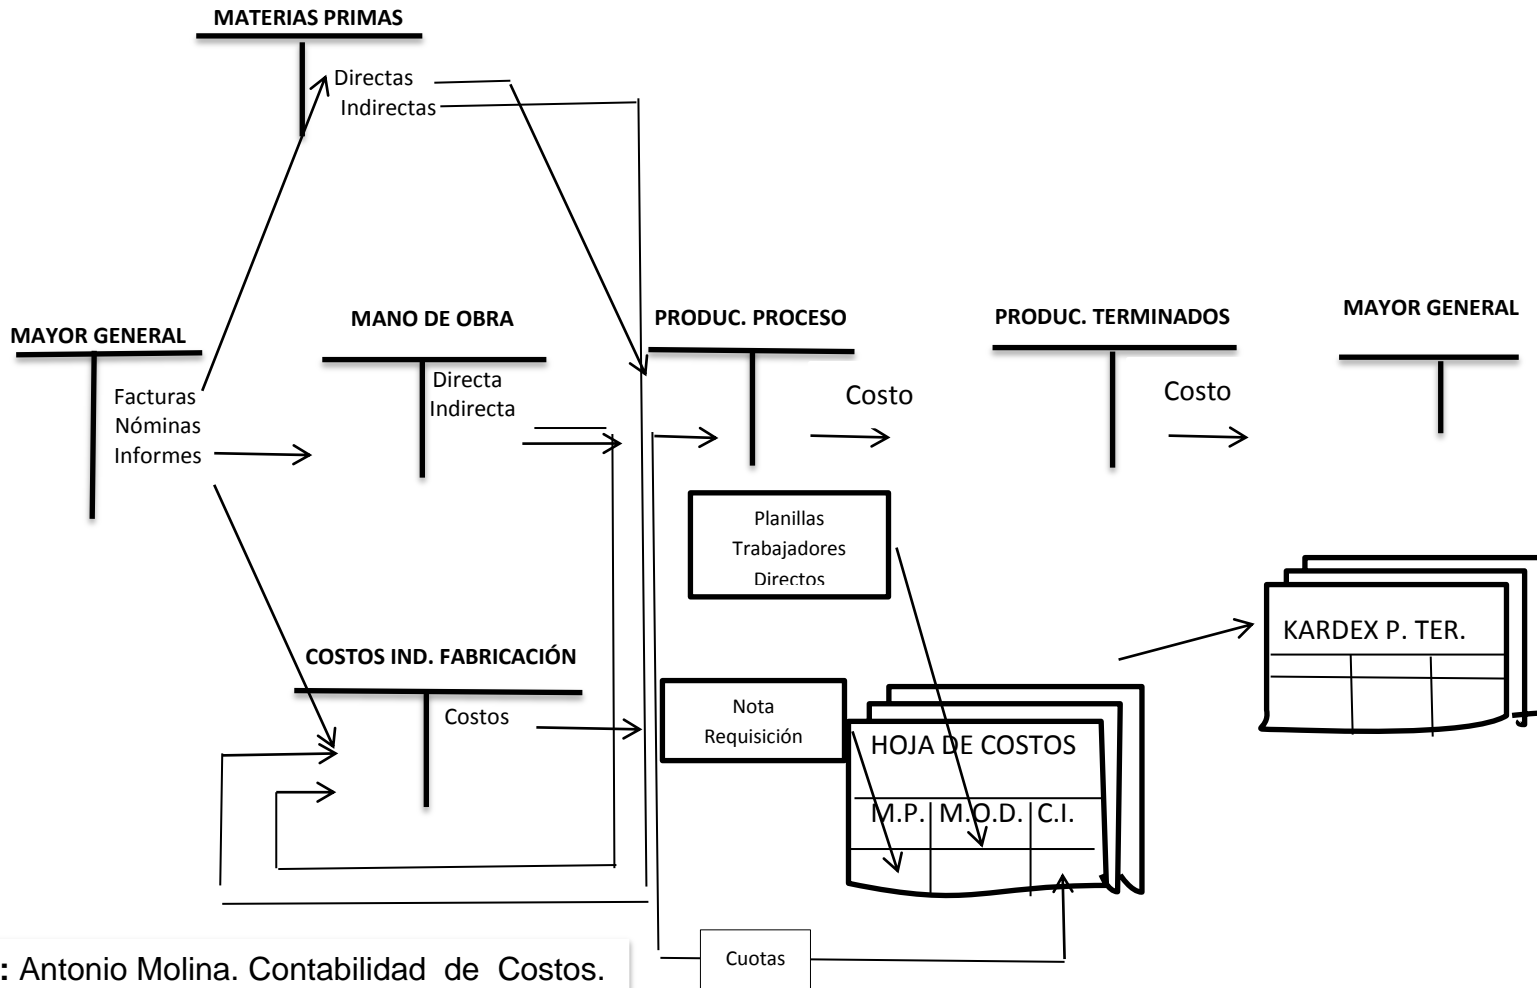 MATERIAS PRIMAS
Directas
Indirectas
MAYOR GENERAL
Facturas
Nóminas
Informes
MANO DE OBRA
Directa
Indirecta
PRODUC. PROCESO
Costo
PRODUC. TERMINADOS
Costo
MAYOR GENERAL
Planillas
Trabajadores
Directos
COSTOS IND. FABRICACIÓN
Costos
Nota
Requisición
HOJA DE COSTOS
M.P. M.O.D. C.I.
KARDEX P. TER.
Cuotas
: Antonio Molina. Contabilidad de Costos.